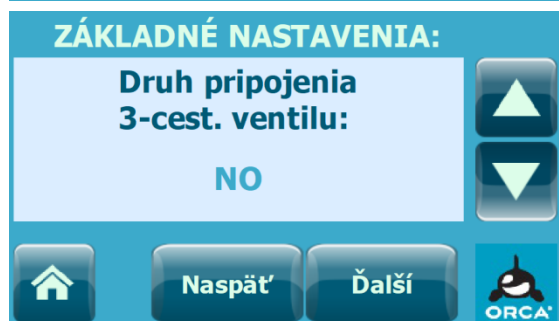 ZÁKLADNÉ NASTAVENIA:
Druh pripojenia
3-cest. ventilu:
NO
Naspäť
Ďalší
ORCA